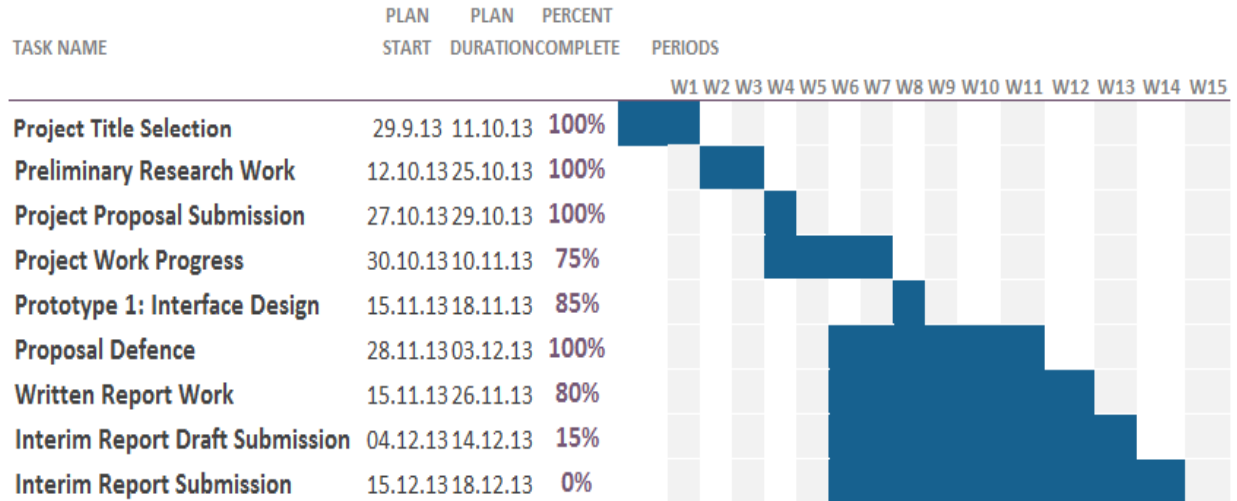 PLAN PLAN PERCENT
TASK NAME START DURATIONCOMPLETE PERIODS
W1 W2 W3 W4 W5 W6 W7 W8 W9 W10 W11 W12 W13 W14 W15
Project Title Selection 29.9.13 11.10.13 100%
Preliminary Research Work 12.10.13 25.10.13 100%
Project Proposal Submission 27.10.13 29.10.13 100%
Project Work Progress 30.10.13 10.11.13 75%
Prototype 1: Interface Design 15.11.13 18.11.13 85%
Proposal Defence 28.11.13 03.12.13 100%
Written Report Work 15.11.13 26.11.13 80%
Interim Report Draft Submission 04.12.13 14.12.13 15%
Interim Report Submission 15.12.13 18.12.13 0%